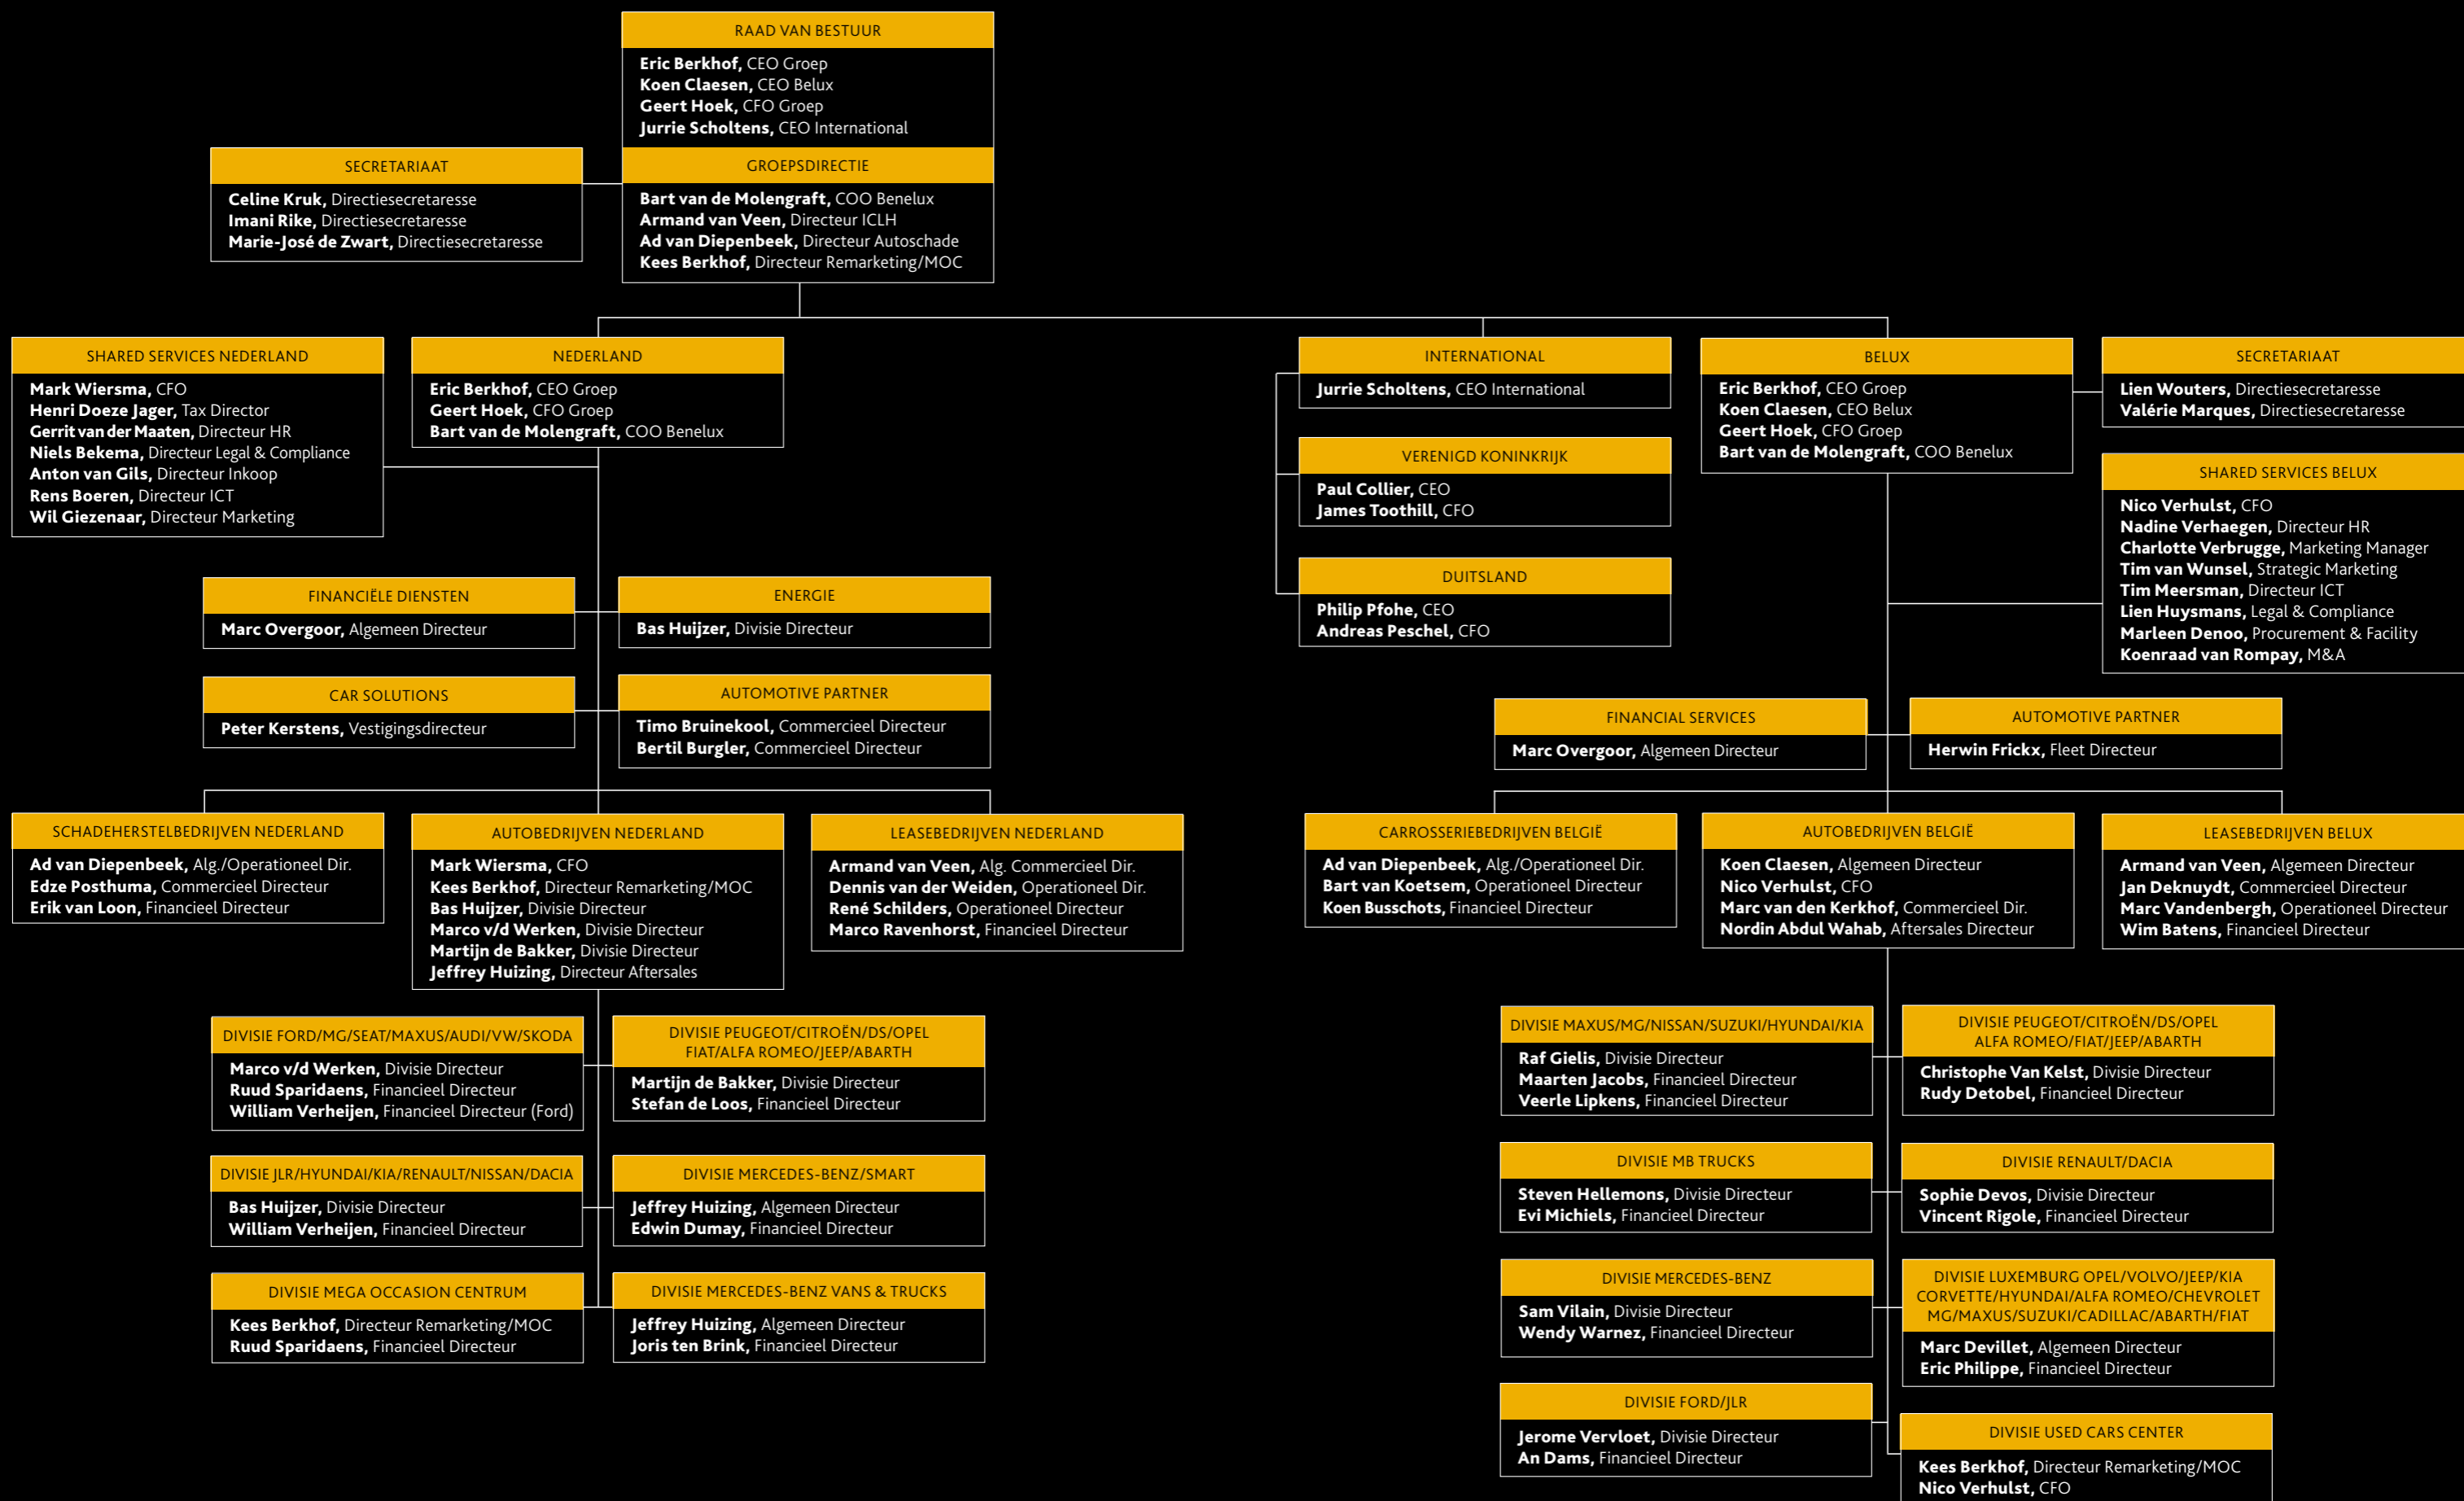 RAAD VAN BESTUUR
Eric Berkhof, CEO Groep
Koen Claesen, CEO Belux
Geert Hoek, CFO Groep
Jurrie Scholtens, CEO International
SECRETARIAAT
Celine Kruk, Directiesecretaresse
Imani Rike, Directiesecretaresse
Marie-José de Zwart, Directiesecretaresse
GROEPSDIRECTIE
Bart van de Molengraft, COO Benelux
Armand van Veen, Directeur ICLH
Ad van Diepenbeek, Directeur Autoschade
Kees Berkhof, Directeur Remarketing/MOC
SHARED SERVICES NEDERLAND
Mark Wiersma, CFO
Henri Doeze Jager, Tax Director
Gerrit van der Maaten, Directeur HR
Niels Bekema, Directeur Legal & Compliance
Anton van Gils, Directeur Inkoop
Rens Boeren, Directeur ICT
Wil Giezenaar, Directeur Marketing
NEDERLAND
Eric Berkhof, CEO Groep
Geert Hoek, CFO Groep
Bart van de Molengraft, COO Benelux
INTERNATIONAL
Jurrie Scholtens, CEO International
VERENIGD KONINKRIJK
Paul Collier, CEO
James Toothill, CFO
DUITSLAND
Philip Pfohe, CEO
Andreas Peschel, CFO
BELUX
Eric Berkhof, CEO Groep
Koen Claesen, CEO Belux
Geert Hoek, CFO Groep
Bart van de Molengraft, COO Benelux
SECRETARIAAT
Lien Wouters, Directiesecretaresse
Valérie Marques, Directiesecretaresse
SHARED SERVICES BELUX
Nico Verhulst, CFO
Nadine Verhaegen, Directeur HR
Charlotte Verbrugge, Marketing Manager
Tim van Wunsel, Strategic Marketing
Tim Meersman, Directeur ICT
Lien Huysmans, Legal & Compliance
Marleen Denoo, Procurement & Facility
Koenraad van Rompay, M&A
FINANCIËLE DIENSTEN
Marc Overgoor, Algemeen Directeur
ENERGIE
Bas Huijzer, Divisie Directeur
CAR SOLUTIONS
Peter Kerstens, Vestigingsdirecteur
AUTOMOTIVE PARTNER
Timo Bruinekool, Commercieel Directeur
Bertil Burgler, Commercieel Directeur
FINANCIAL SERVICES
Marc Overgoor, Algemeen Directeur
AUTOMOTIVE PARTNER
Herwin Frickx, Fleet Directeur
SCHADEHERSTELBEDRIJVEN NEDERLAND
Ad van Diepenbeek, Alg./Operationeel Dir.
Edze Posthuma, Commercieel Directeur
Erik van Loon, Financieel Directeur
AUTOBEDRIJVEN NEDERLAND
Mark Wiersma, CFO
Kees Berkhof, Directeur Remarketing/MOC
Bas Huijzer, Divisie Directeur
Marco v/d Werken, Divisie Directeur
Martijn de Bakker, Divisie Directeur
Jeffrey Huizing, Directeur Aftersales
LEASEBEDRIJVEN NEDERLAND
Armand van Veen, Alg. Commercieel Dir.
Dennis van der Weiden, Operationeel Dir.
René Schilders, Operationeel Directeur
Marco Ravenhorst, Financieel Directeur
CARROSSERIEBEDRIJVEN BELGIË
Ad van Diepenbeek, Alg./Operationeel Dir.
Bart van Koetsem, Operationeel Directeur
Koen Busschots, Financieel Directeur
AUTOBEDRIJVEN BELGIË
Koen Claesen, Algemeen Directeur
Nico Verhulst, CFO
Marc van den Kerkhof, Commercieel Dir.
Nordin Abdul Wahab, Aftersales Directeur
LEASEBEDRIJVEN BELUX
Armand van Veen, Algemeen Directeur
Jan Deknuydt, Commercieel Directeur
Marc Vandenbergh, Operationeel Directeur
Wim Batens, Financieel Directeur
DIVISIE FORD/MG/SEAT/MAXUS/AUDI/VW/SKODA
Marco v/d Werken, Divisie Directeur
Ruud Sparidaens, Financieel Directeur
William Verheijen, Financieel Directeur (Ford)
DIVISIE PEUGEOT/CITROËN/DS/OPEL
FIAT/ALFA ROMEO/JEEP/ABARTH
Martijn de Bakker, Divisie Directeur
Stefan de Loos, Financieel Directeur
DIVISIE JLR/HYUNDAI/KIA/RENAULT/NISSAN/DACIA
Bas Huijzer, Divisie Directeur
William Verheijen, Financieel Directeur
DIVISIE MERCEDES-BENZ/SMART
Jeffrey Huizing, Algemeen Directeur
Edwin Dumay, Financieel Directeur
DIVISIE MEGA OCCASION CENTRUM
Kees Berkhof, Directeur Remarketing/MOC
Ruud Sparidaens, Financieel Directeur
DIVISIE MERCEDES-BENZ VANS & TRUCKS
Jeffrey Huizing, Algemeen Directeur
Joris ten Brink, Financieel Directeur
DIVISIE MAXUS/MG/NISSAN/SUZUKI/HYUNDAI/KIA
Raf Gielis, Divisie Directeur
Maarten Jacobs, Financieel Directeur
Veerle Lipkens, Financieel Directeur
DIVISIE PEUGEOT/CITROËN/DS/OPEL
ALFA ROMEO/FIAT/JEEP/ABARTH
Christophe Van Kelst, Divisie Directeur
Rudy Detobel, Financieel Directeur
DIVISIE MB TRUCKS
Steven Hellemons, Divisie Directeur
Evi Michiels, Financieel Directeur
DIVISIE RENAULT/DACIA
Sophie Devos, Divisie Directeur
Vincent Rigole, Financieel Directeur
DIVISIE MERCEDES-BENZ
Sam Vilain, Divisie Directeur
Wendy Warnez, Financieel Directeur
DIVISIE LUXEMBURG OPEL/VOLVO/JEEP/KIA
CORVETTE/HYUNDAI/ALFA ROMEO/CHEVROLET
MG/MAXUS/SUZUKI/CADILLAC/ABARTH/FIAT
Marc Devillet, Algemeen Directeur
Eric Philippe, Financieel Directeur
DIVISIE FORD/JLR
Jerome Vervloet, Divisie Directeur
An Dams, Financieel Directeur
DIVISIE USED CARS CENTER
Kees Berkhof, Directeur Remarketing/MOC
Nico Verhulst, CFO